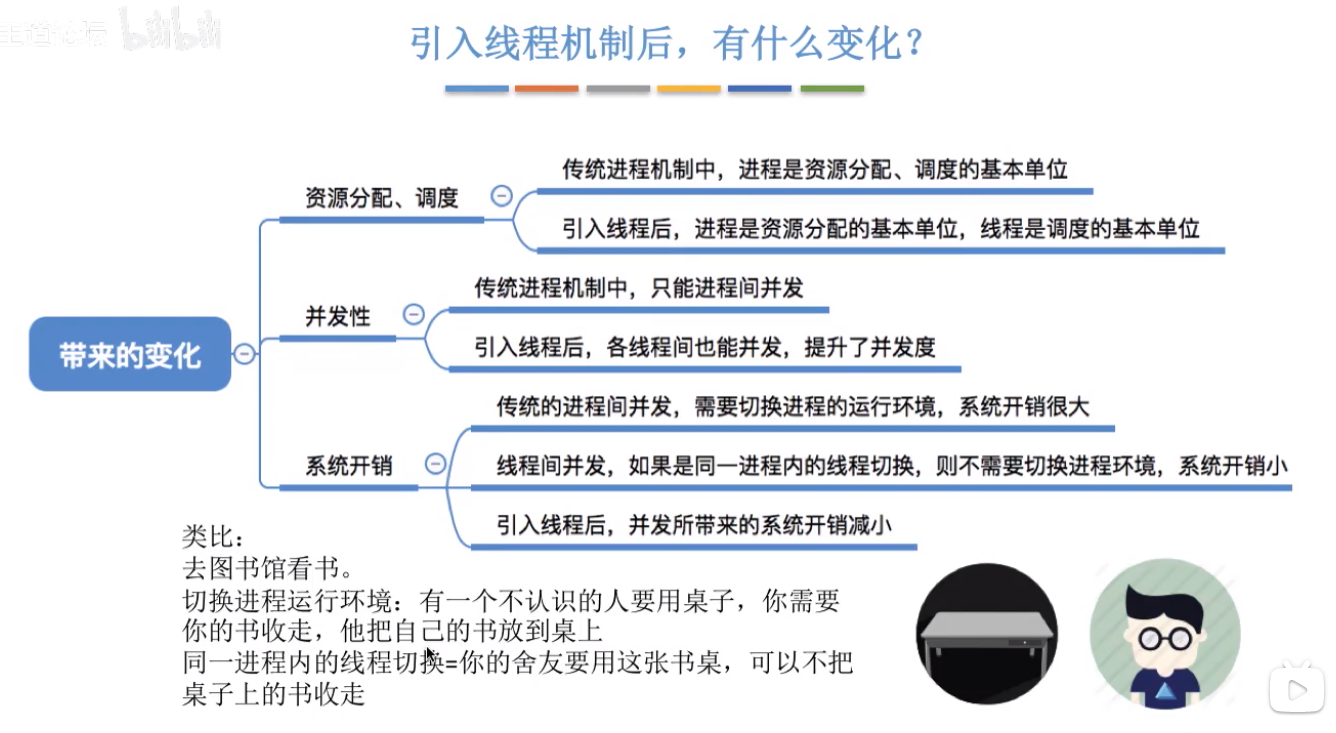 王道论坛 bilibili
引入线程机制后，有什么变化？
带来的变化
资源分配、调度
传统进程机制中，进程是资源分配、调度的基本单位
引入线程后，进程是资源分配的基本单位，线程是调度的基本单位
并发性
传统进程机制中，只能进程间并发
引入线程后，各线程间也能并发，提升了并发度
系统开销
传统的进程间并发，需要切换进程的运行环境，系统开销很大
线程间并发，如果是同一进程内的线程切换，则不需要切换进程环境，系统开销小
引入线程后，并发所带来的系统开销减小
类比：
去图书馆看书。
切换进程运行环境：有一个不认识的人要用桌子，你需要
你的书收走，他把自己的书放到桌上
同一进程内的线程切换=你的舍友要用这张书桌，可以不把
桌子上的书收走